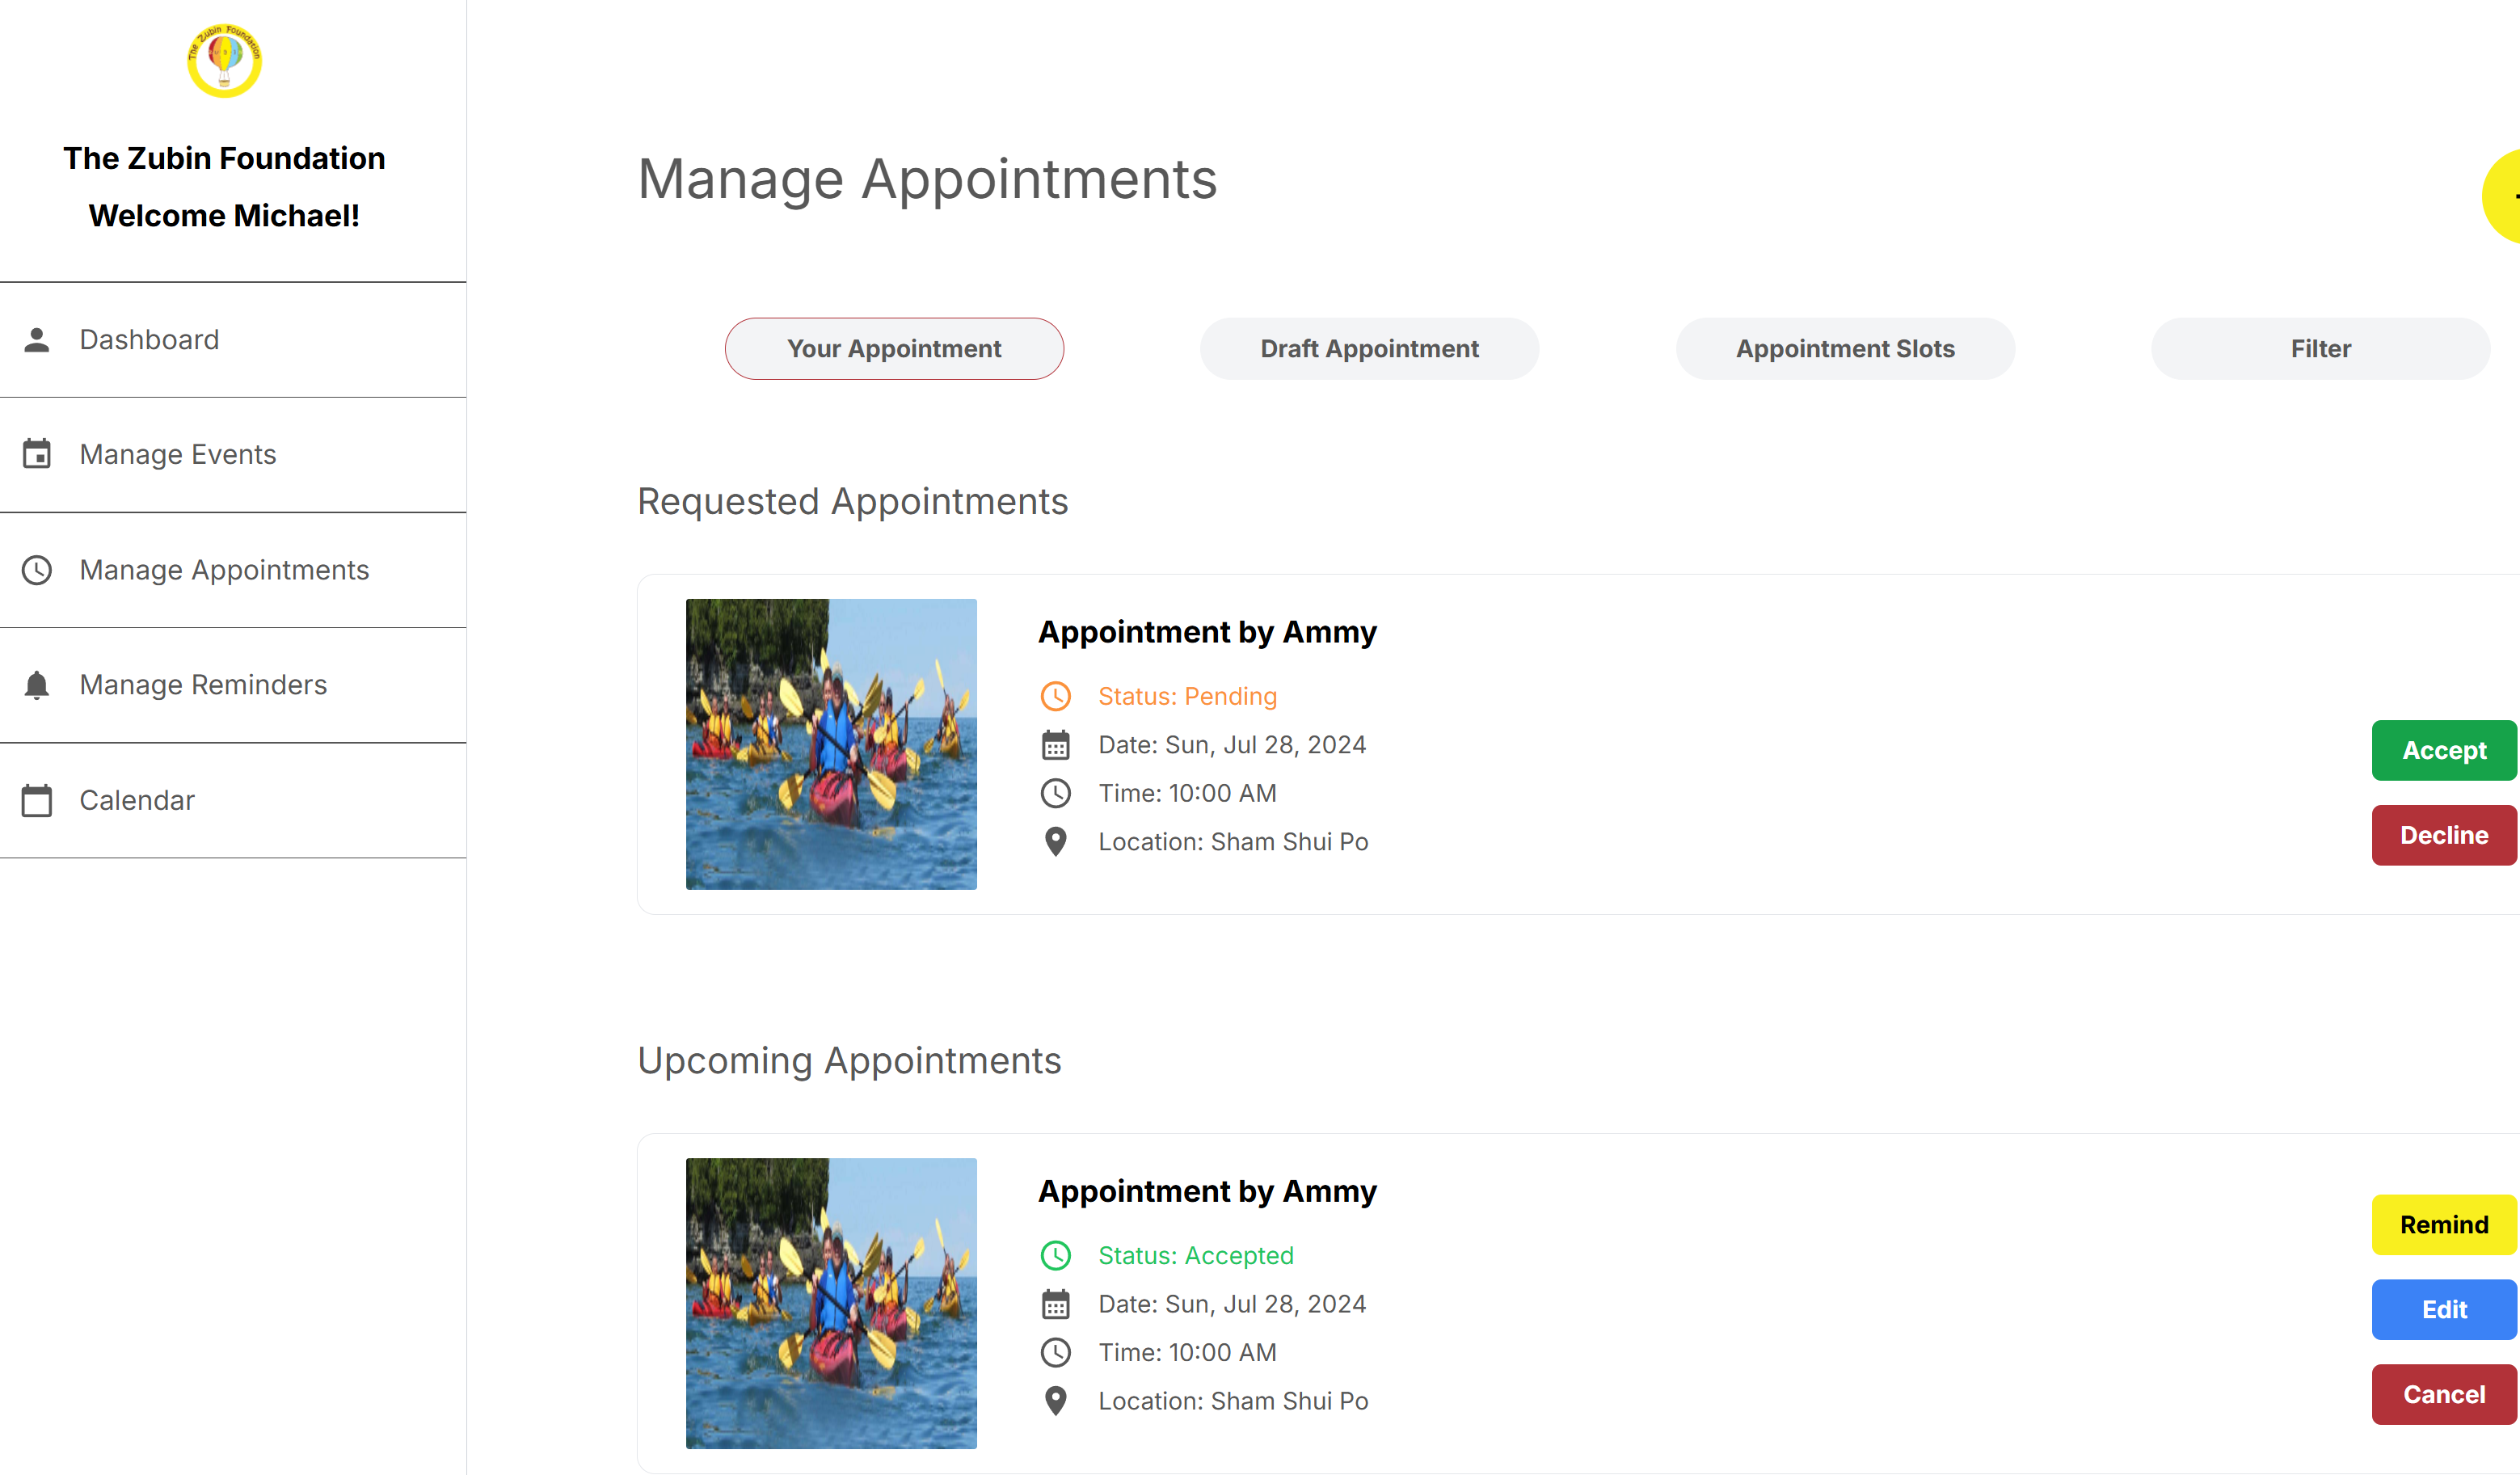 The Zubin Foundation
The Zubin Foundation
Welcome Michael!
Dashboard
Manage Events
Manage Appointments
Manage Reminders
Calendar
Manage Appointments
Your Appointment
Draft Appointment
Appointment Slots
Filter
Requested Appointments
Appointment by Ammy
Status: Pending
Date: Sun, Jul 28, 2024
Time: 10:00 AM
Location: Sham Shui Po
Accept
Decline
Upcoming Appointments
Appointment by Ammy
Status: Accepted
Date: Sun, Jul 28, 2024
Time: 10:00 AM
Location: Sham Shui Po
Remind
Edit
Cancel